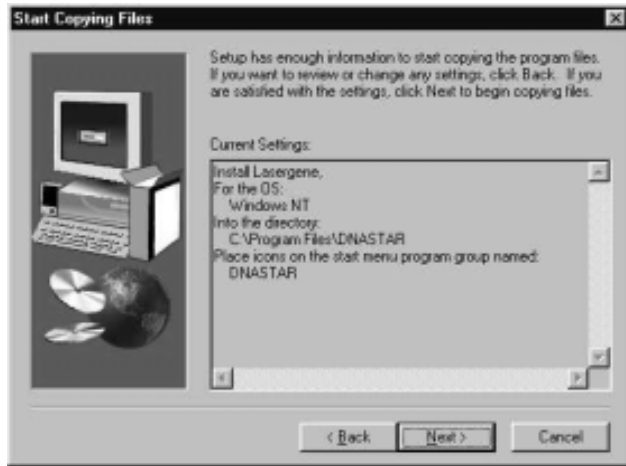 Start Copying Files
Setup has enough information to start copying the program files.
If you want to review or change any settings, click Back. If you
are satisfied with the settings, click Next to begin copying files.
Current Settings:
Install Lasergene,
For the OS:
Windows NT
Into the directory:
C:\Program Files\DNASTAR
Place icons on the start menu program group named:
DNASTAR
< Back
Next >
Cancel